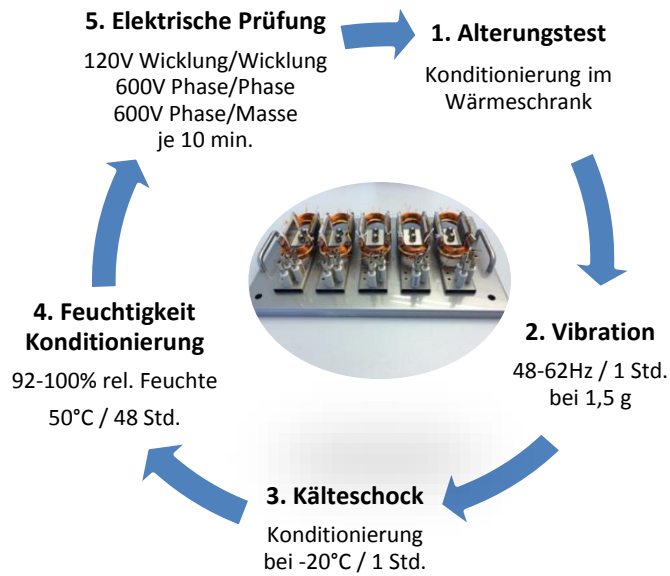 5. Elektrische Prüfung
120V Wicklung/Wicklung
600V Phase/Phase
600V Phase/Masse
je 10 min.
1. Alterungstest
Konditionierung im
Wärmeschrank
2. Vibration
48-62Hz / 1 Std.
bei 1,5 g
3. Kälteschock
Konditionierung
bei -20°C / 1 Std.
4. Feuchtigkeit
Konditionierung
92-100% rel. Feuchte
50°C / 48 Std.